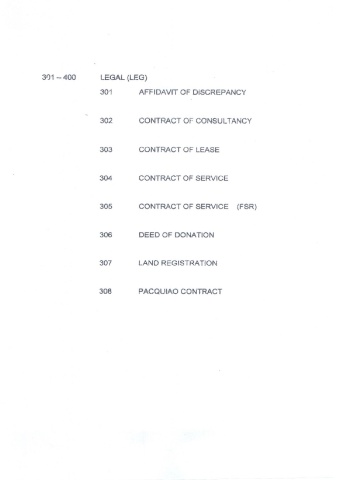 301 – 400 LEGAL (LEG)
301 AFFIDAVIT OF DISCREPANCY
302 CONTRACT OF CONSULTANCY
303 CONTRACT OF LEASE
304 CONTRACT OF SERVICE
305 CONTRACT OF SERVICE (FSR)
306 DEED OF DONATION
307 LAND REGISTRATION
308 PACQUIAO CONTRACT